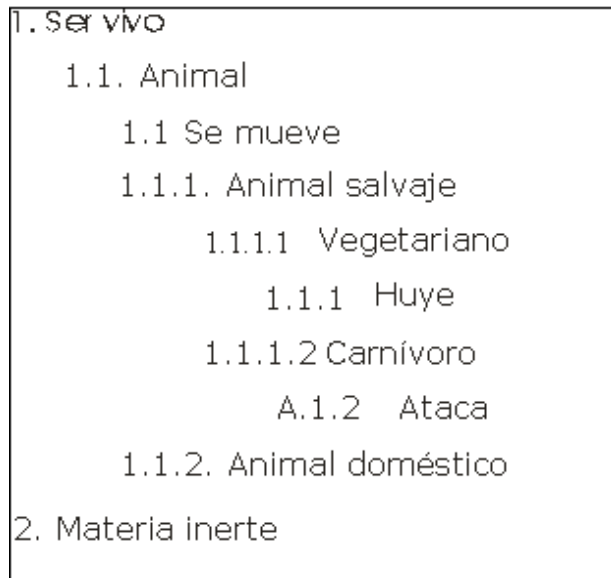 1. Ser vivo
1.1. Animal
1.1 Se mueve
1.1.1. Animal salvaje
1.1.1.1 Vegetariano
1.1.1 Huye
1.1.1.2 Carnívoro
A.1.2 Ataca
1.1.2. Animal doméstico
2. Materia inerte